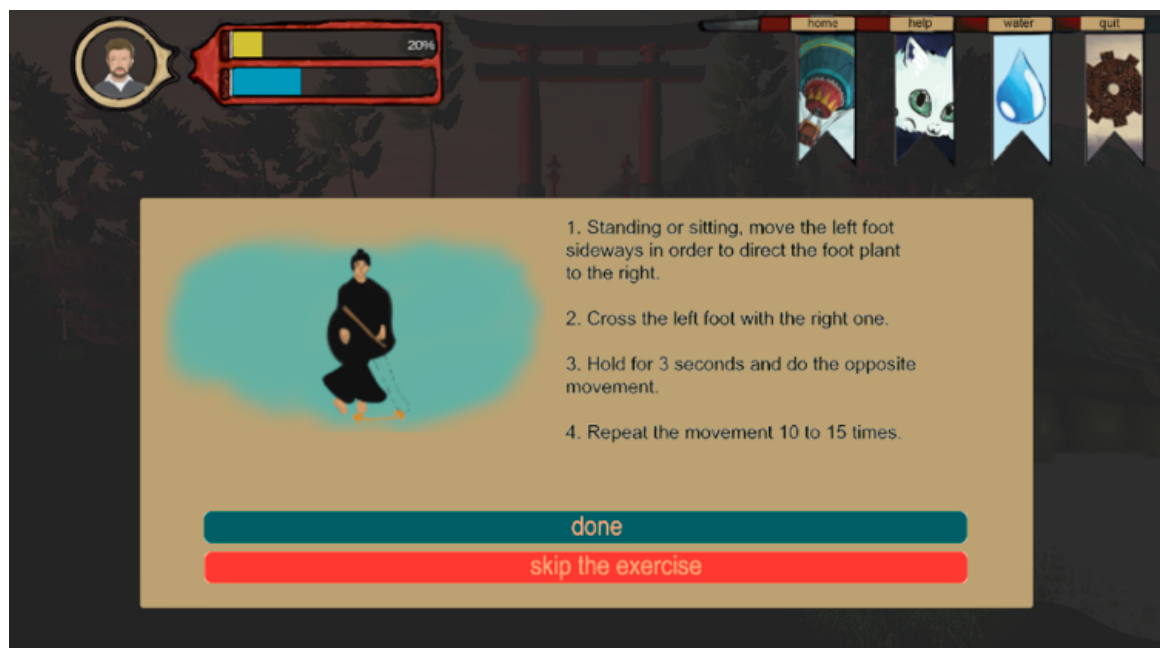 home help water quit
20%
1. Standing or sitting, move the left foot
sideways in order to direct the foot plant
to the right.
2. Cross the left foot with the right one.
3. Hold for 3 seconds and do the opposite
movement.
4. Repeat the movement 10 to 15 times.
done
skip the exercise